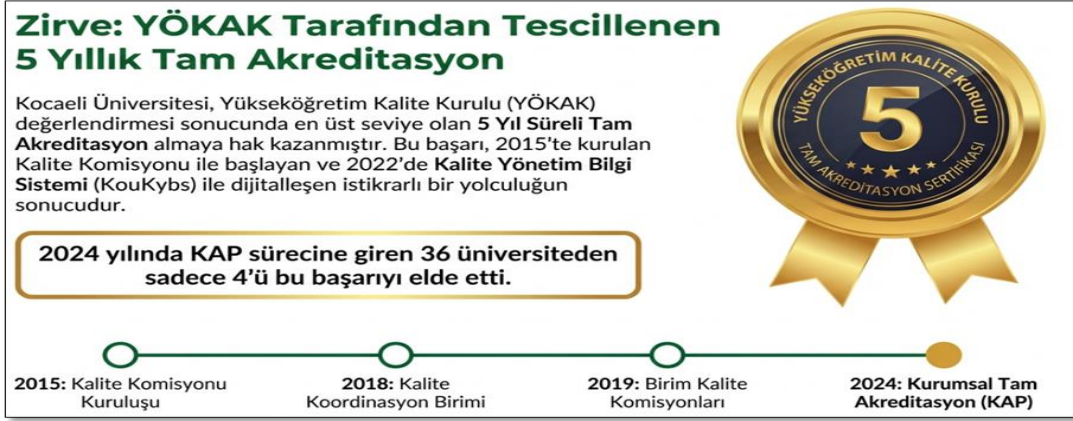 Zirve: YÖKAK Tarafından Tescillenen
5 Yıllık Tam Akreditasyon
Kocaeli Üniversitesi, Yükseköğretim Kalite Kurulu (YÖKAK)
değerlendirmesi sonucunda en üst seviye olan 5 Yıl Süreli Tam
Akreditasyon almaya hak kazanmıştır. Bu başarı, 2015'te kurulan
Kalite Komisyonu ile başlayan ve 2022'de Kalite Yönetim Bilgi
Sistemi (KouKybs) ile dijitalleşen istikrarlı bir yolculuğun
sonucudur.
2024 yılında KAP sürecine giren 36 üniversiteden
sadece 4'ü bu başarıyı elde etti.
YÜKSEKÖĞRETİM KALİTE KURULU
5
TAM AKREDİTASYON SERTİFİKASI
2015: Kalite Komisyonu
Kuruluşu
2018: Kalite
Koordinasyon Birimi
2019: Birim Kalite
Komisyonları
2024: Kurumsal Tam
Akreditasyon (KAP)